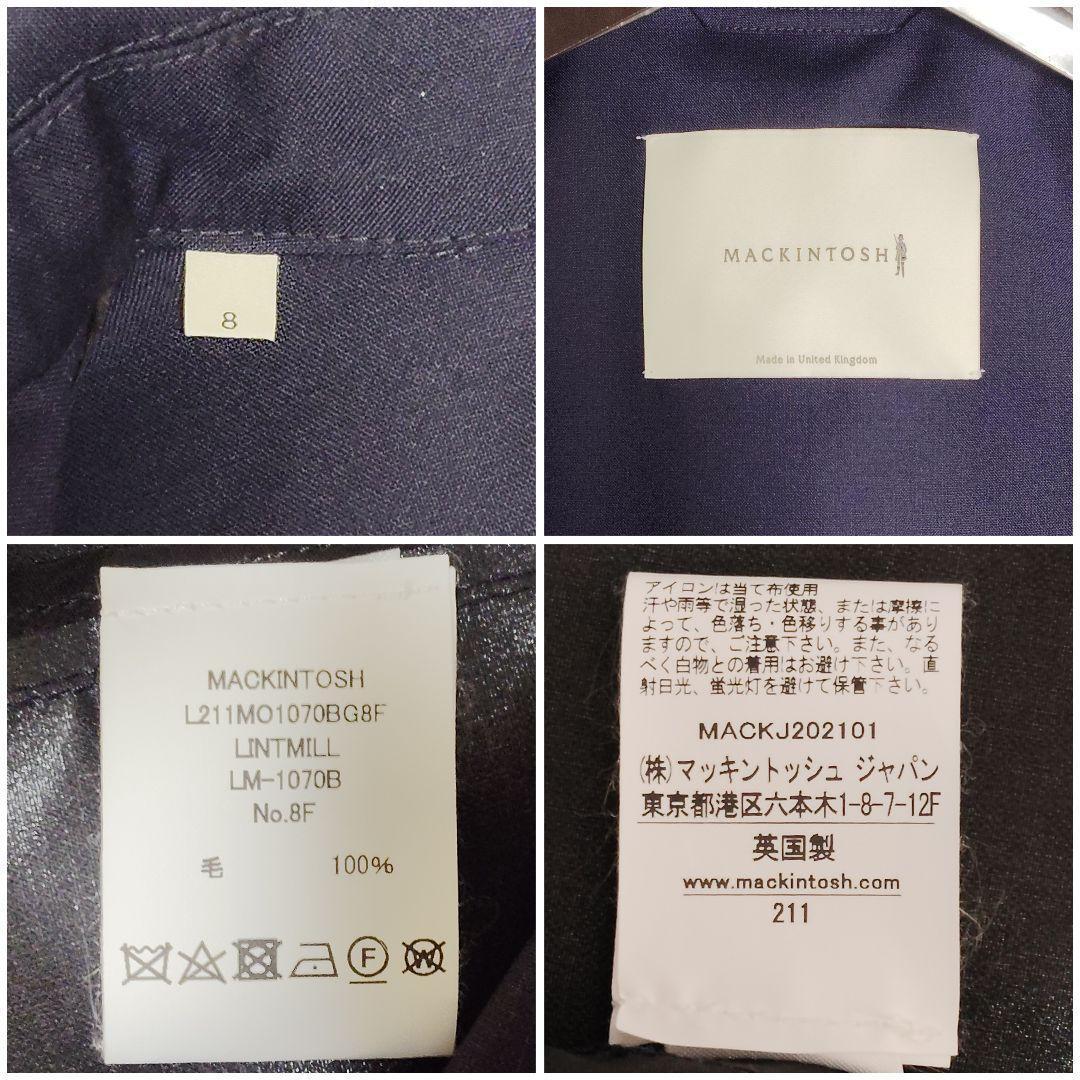 8
MACKINTOSH
Made in United Kingdom
MACKINTOSH
L211MO1070BG8F
LINTMILL
LM-1070B
No.8F
毛 100%
F
W
アイロンは当て布使用
汗や雨等で湿った状態、または摩擦に
よって、色落ち・色移りする事があり
ますので、ご注意下さい。また、なる
べく白物との着用はお避け下さい。直
射日光、蛍光灯を避けて保管下さい。
MACKJ202101
(株)マッキントッシュ ジャパン
東京都港区六本木1-8-7-12F
英国製
www.mackintosh.com
211